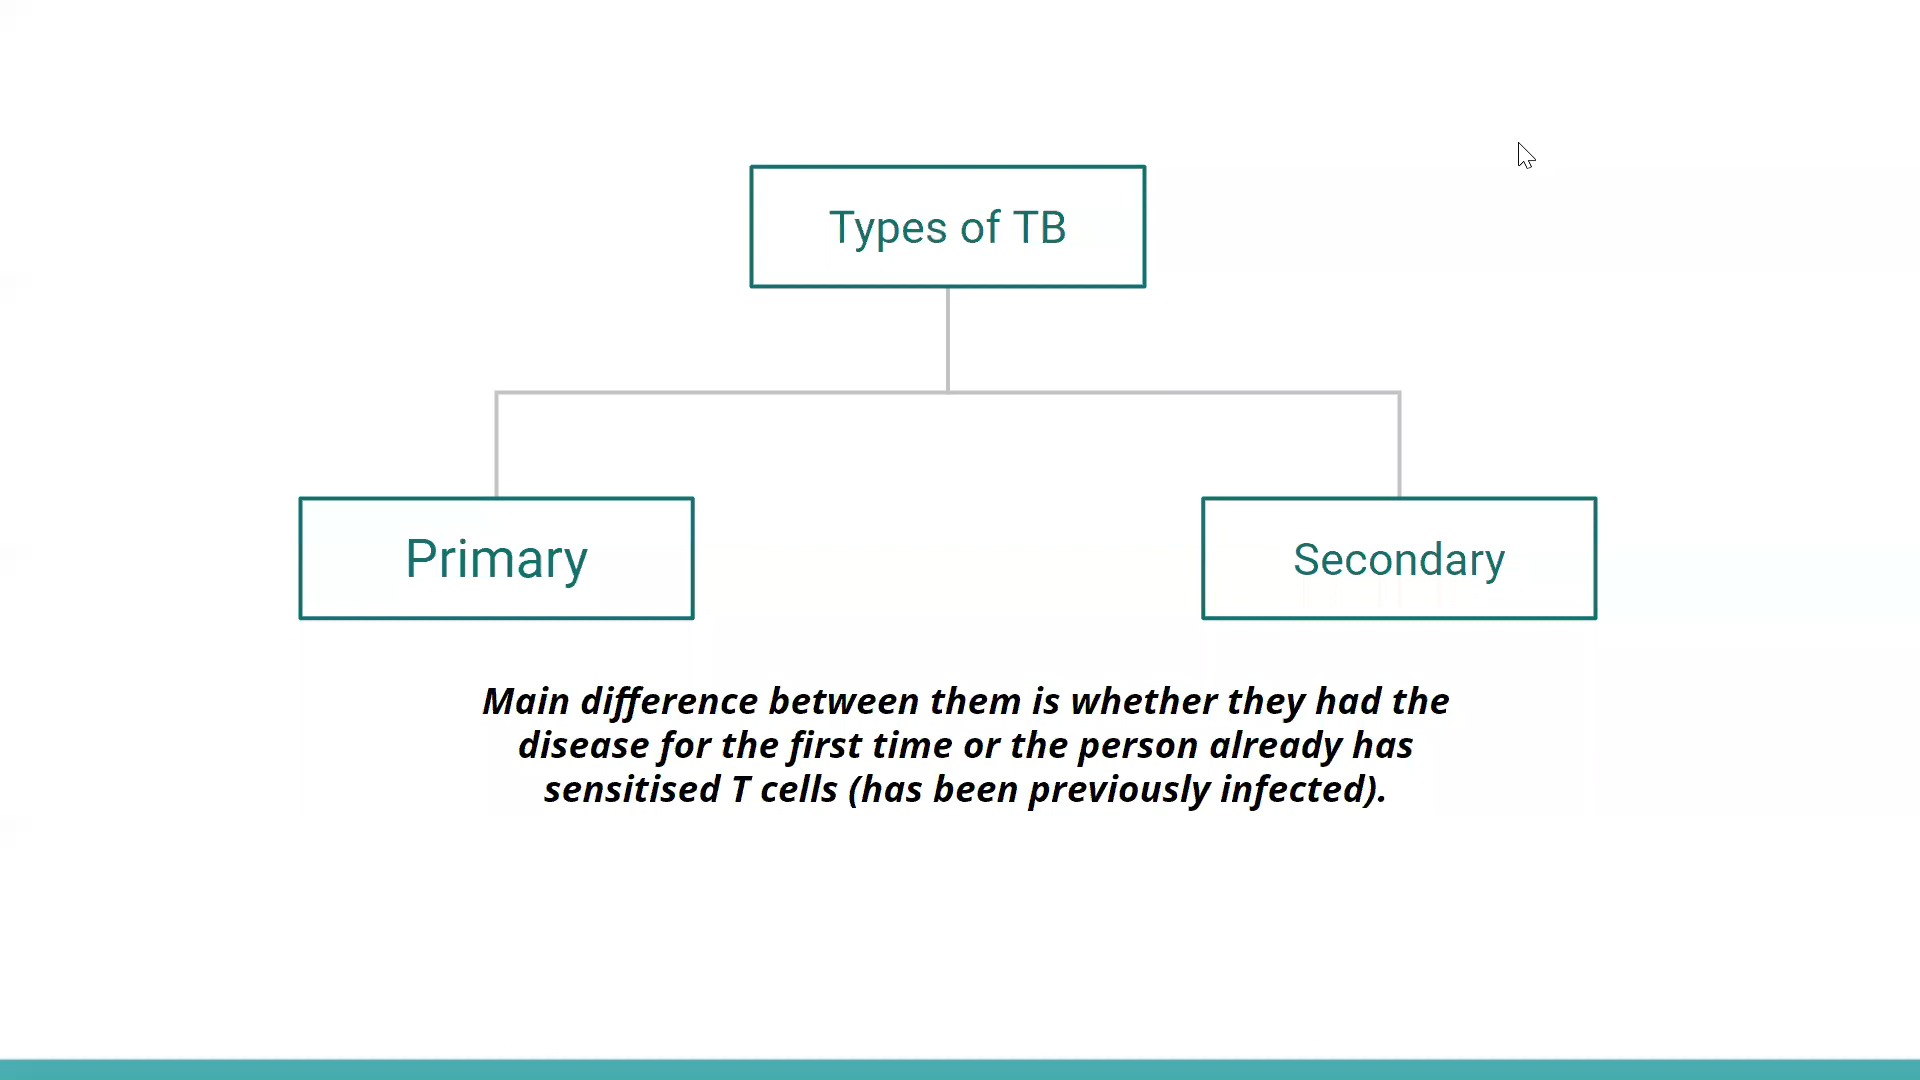 Types of TB
Primary
Secondary
Main difference between them is whether they had the
disease for the first time or the person already has
sensitised T cells (has been previously infected).